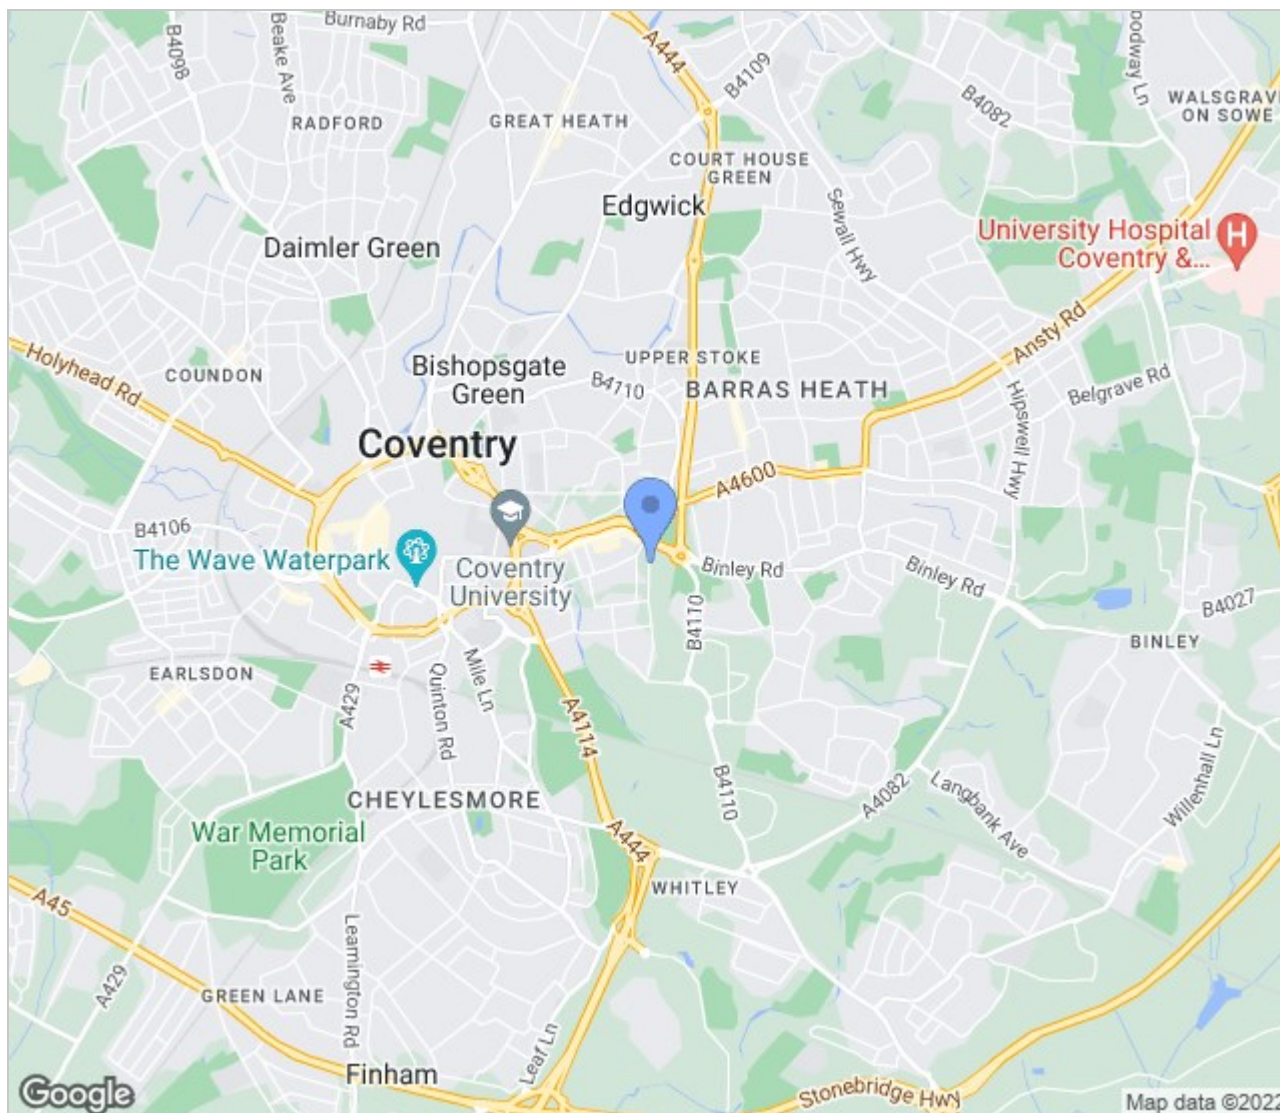 Burnaby Rd
B4098
Beake Ave
A444
B4109
oodway Ln
WALSGRAVE
ON SOWE
B4082
RADFORD
GREAT HEATH
COURT HOUSE
GREEN
Edgwick
Sewall Hwy
University Hospital
Coventry &...
H
Daimler Green
Ansty Rd
Holyhead Rd
COUNDON
Bishopsgate
Green
UPPER STOKE
B4110
BARRAS HEATH
Hipswell Hwy
Belgrave Rd
Coventry
A4600
B4106
The Wave Waterpark
Coventry
University
Binley Rd
Binley Rd
B4110
B4027
BINLEY
EARLSDON
A429
Quinton Rd
Mile Ln
A4114
B4110
A4082
Langbank Ave
Willenhall Ln
CHEYLESMORE
War Memorial
Park
A444
WHITLEY
A45
A429
Leamington Rd
GREEN LANE
Leaf Ln
Finham
Stonebridge Hwy
Google
Map data ©2022